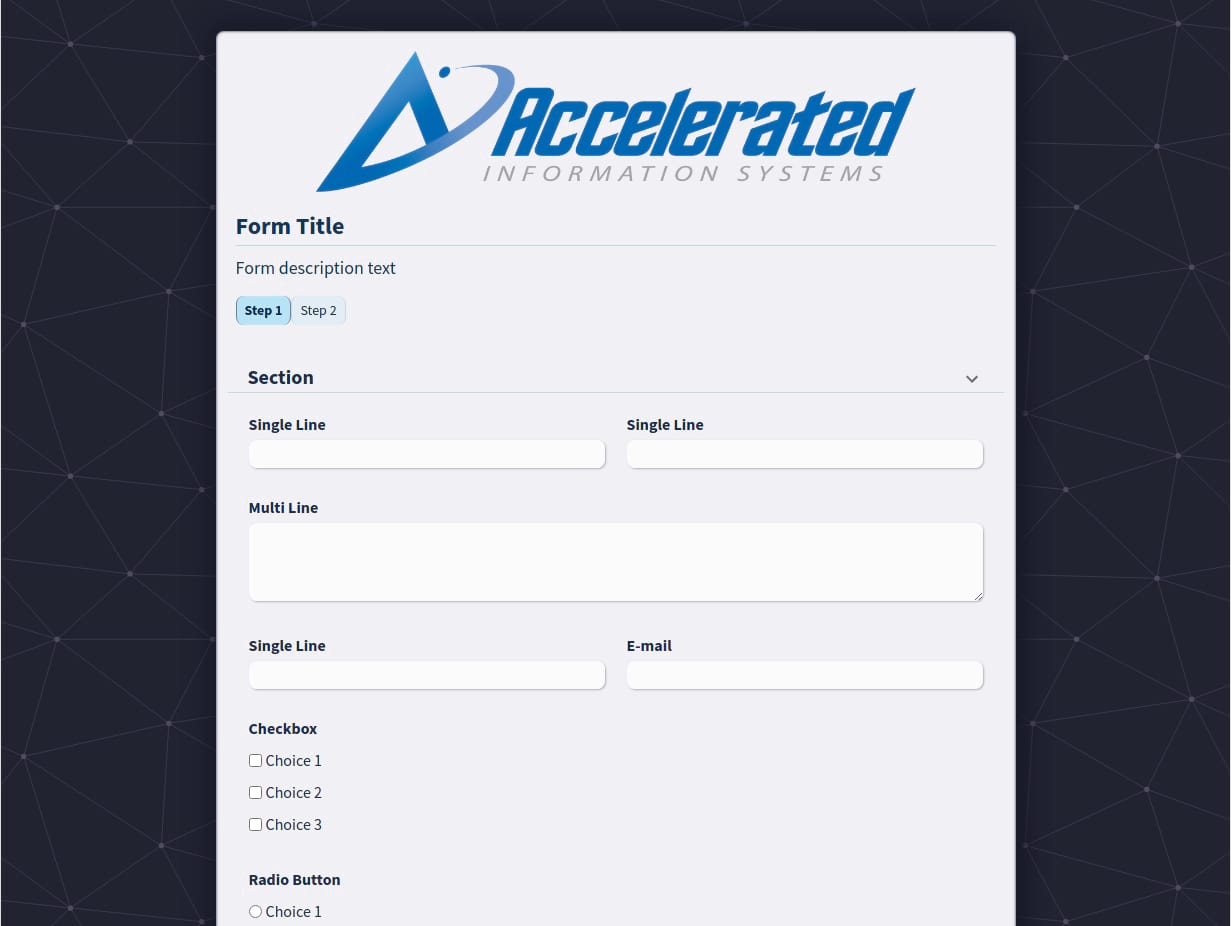 Accelerated
INFORMATION SYSTEMS
Form Title
Form description text
Step 1 Step 2
Section
Single Line Single Line
Multi Line
Single Line E-mail
Checkbox
Choice 1
Choice 2
Choice 3
Radio Button
Choice 1